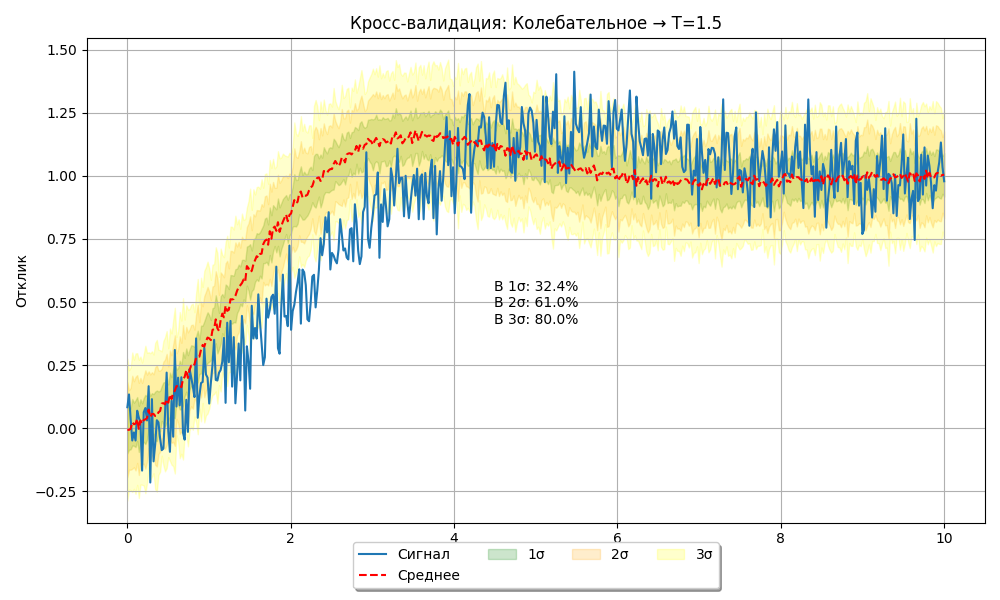 Кросс-валидация: Колебательное → T=1.5
Отклик
1.50
1.25
1.00
0.75
0.50
0.25
0.00
−0.25
В 1σ: 32.4%
В 2σ: 61.0%
В 3σ: 80.0%
0 2 4 6 8 10
Сигнал 1σ 2σ 3σ
Среднее